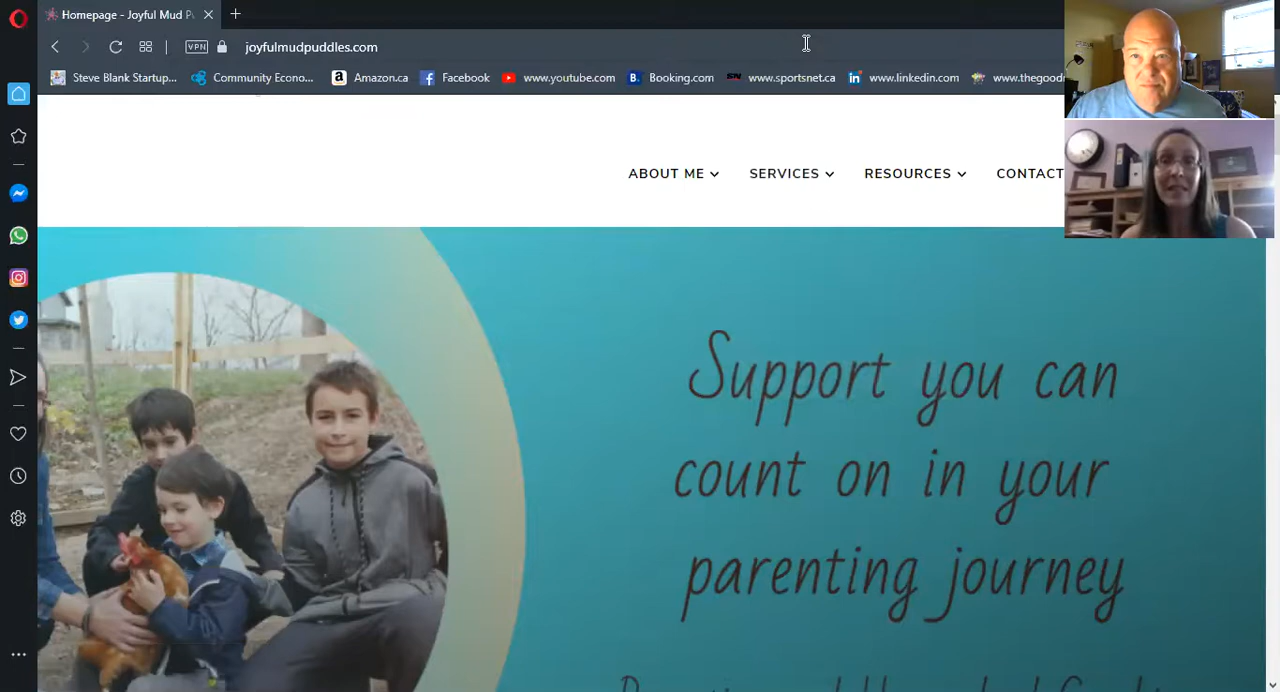 Homepage - Joyful Mud P
VPN
joyfulmudpuddles.com
Steve Blank Startup... Community Econo... Amazon.ca Facebook www.youtube.com Booking.com www.sportsnet.ca www.linkedin.com www.thegoodn
ABOUT ME SERVICES RESOURCES CONTACT
Support you can
count on in your
parenting journey